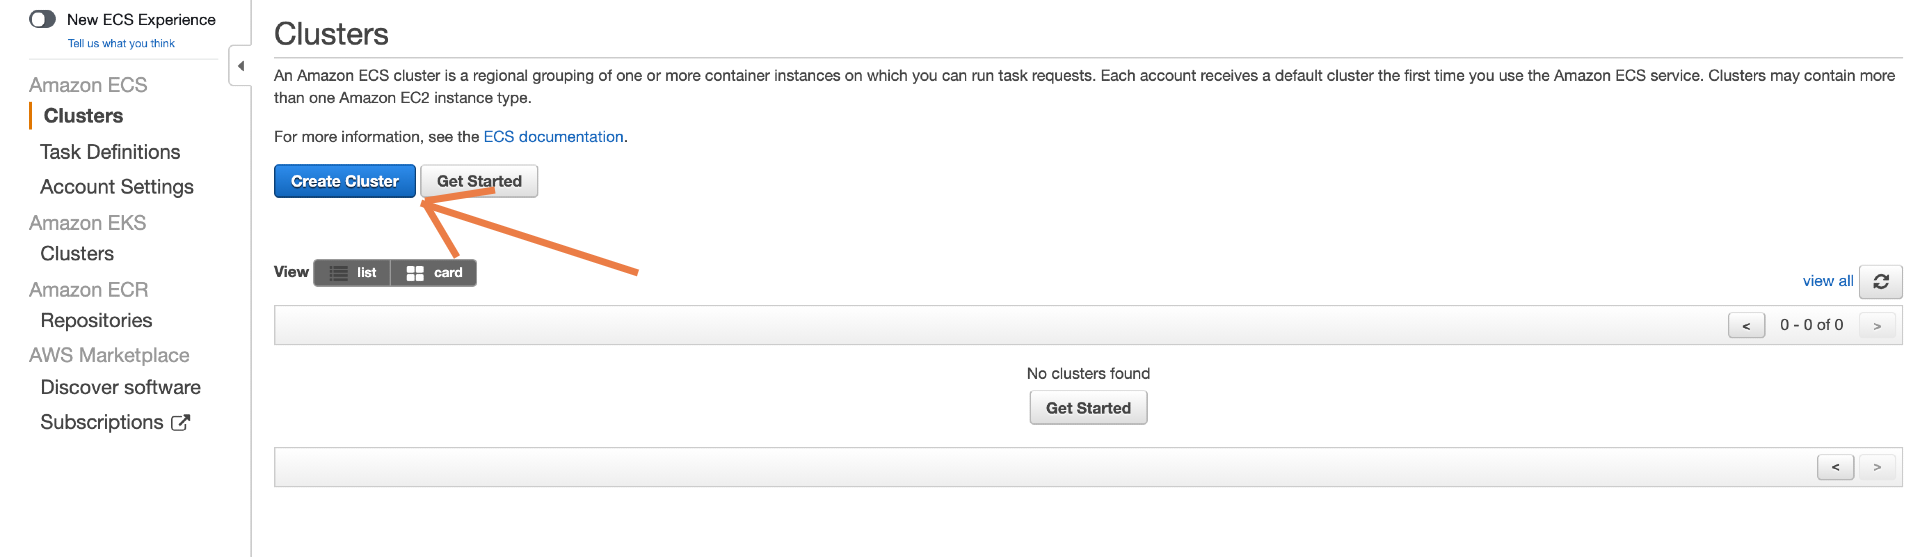 New ECS Experience
Tell us what you think
Amazon ECS
Clusters
Task Definitions
Account Settings
Amazon EKS
Clusters
Amazon ECR
Repositories
AWS Marketplace
Discover software
Subscriptions
Clusters
An Amazon ECS cluster is a regional grouping of one or more container instances on which you can run task requests. Each account receives a default cluster the first time you use the Amazon ECS service. Clusters may contain more
than one Amazon EC2 instance type.
For more information, see the ECS documentation.
Create Cluster Get Started
View list card
view all
< 0 - 0 of 0 >
No clusters found
Get Started
< >